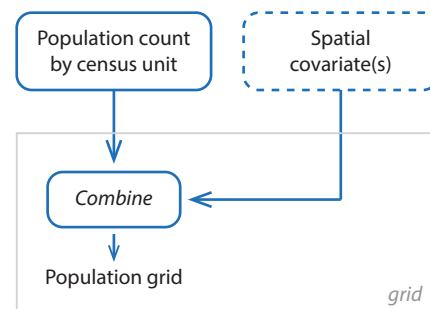 Population count
by census unit
Spatial
covariate(s)
Combine
Population grid
grid